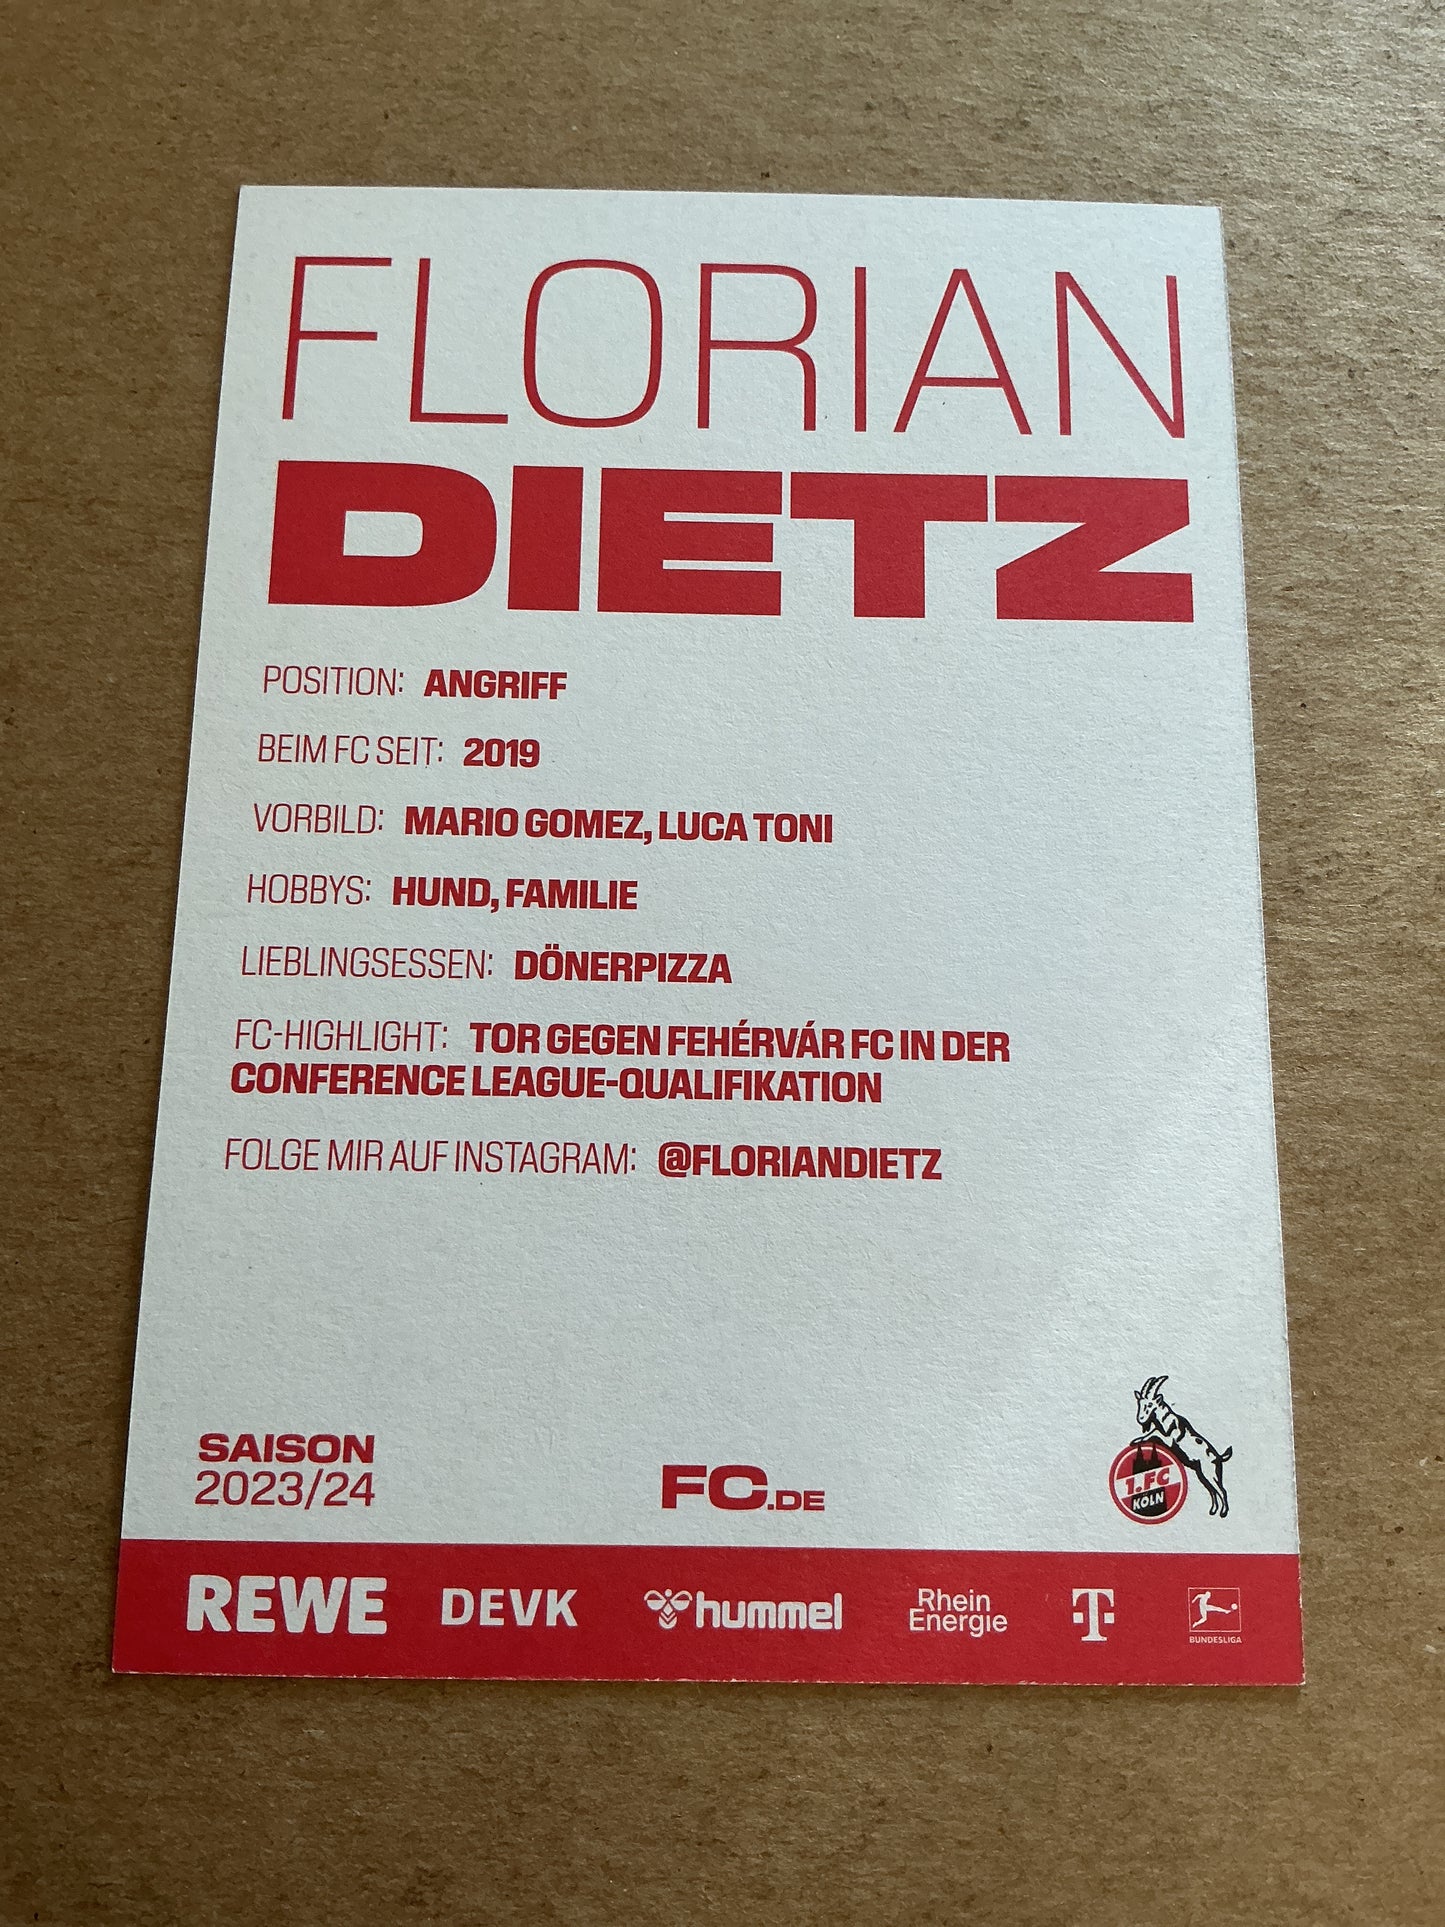 FLORIAN
DIETZ
POSITION: ANGRIFF
BEIM FC SEIT: 2019
VORBILD: MARIO GOMEZ, LUCA TONI
HOBBYS: HUND, FAMILIE
LIEBLINGSESSEN: DÖNERPIZZA
FC-HIGHLIGHT: TOR GEGEN FEHÉRVÁR FC IN DER
CONFERENCE LEAGUE-QUALIFIKATION
FOLGE MIR AUF INSTAGRAM: @FLORIANDIETZ
SAISON
2023/24
FC.DE
1.FC
KÖLN
REWE
DEVK
hummel
Rhein
Energie
T
BUNDESLIGA